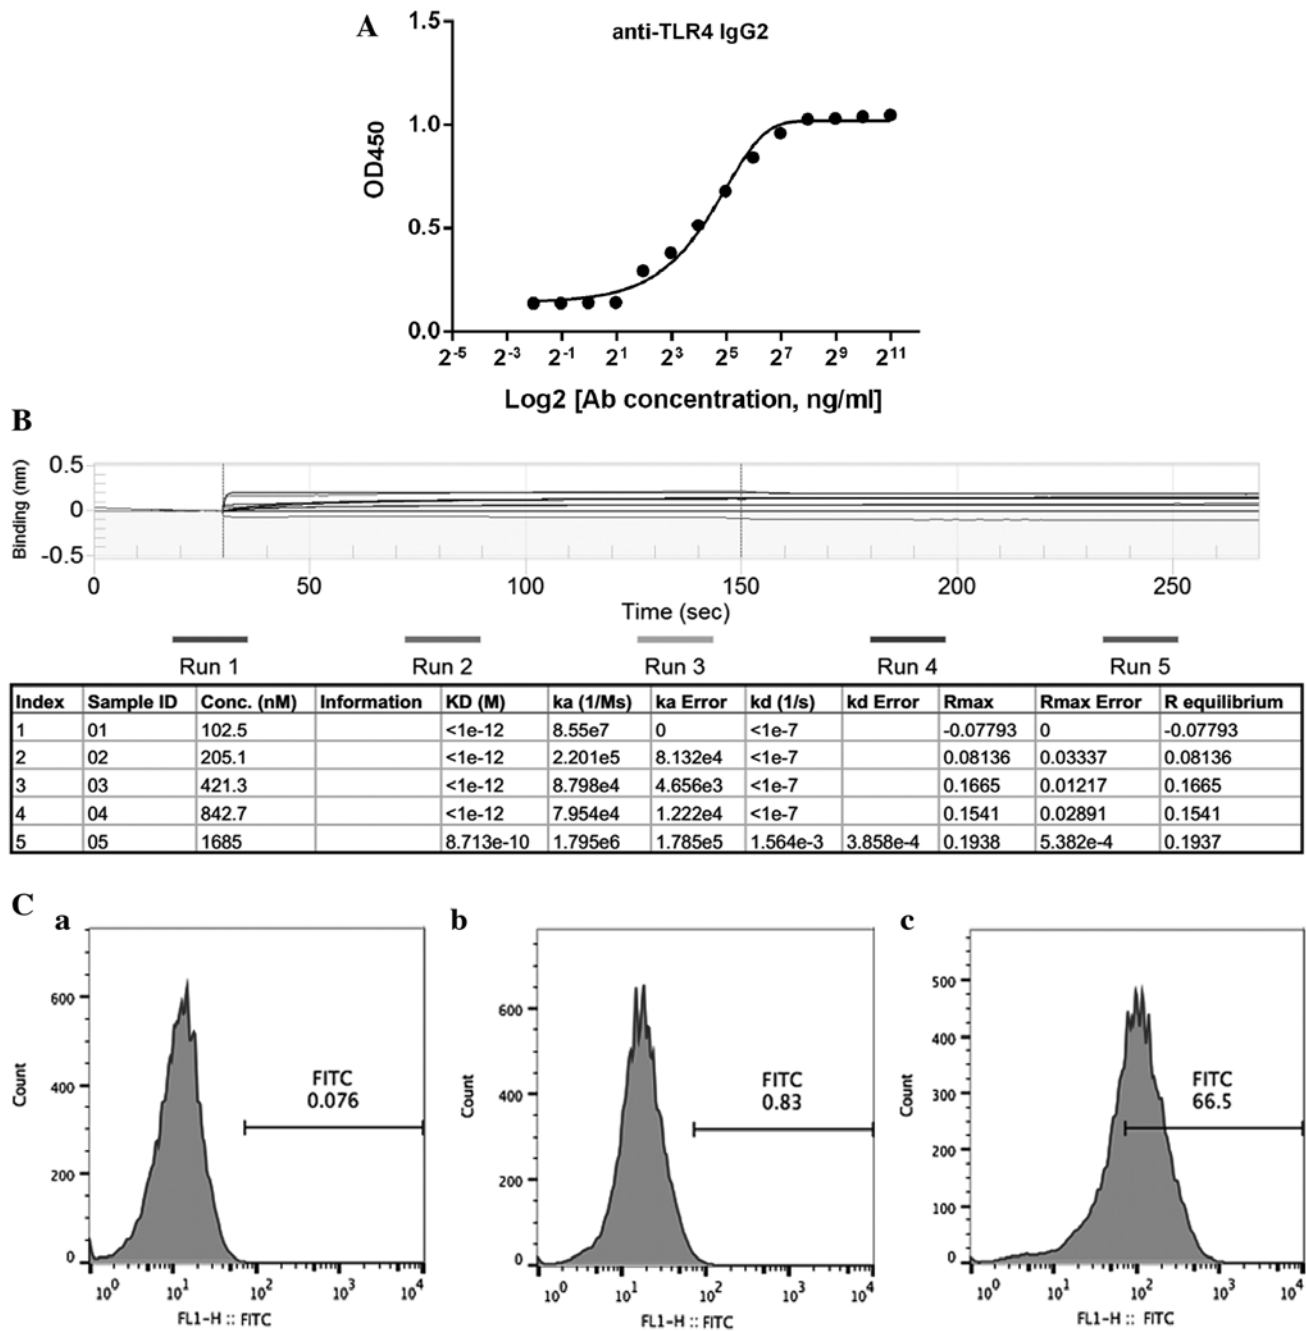 A
anti-TLR4 IgG2
1.5
1.0
0.5
0.0
OD450
2-5 2-3 2-1 2¹ 2³ 2⁵ 2⁷ 2⁹ 2¹¹
Log2 [Ab concentration, ng/ml]
B
Binding (nm)
0.5
0
-0.5
0 50 100 150 200 250
Time (sec)
Run 1 Run 2 Run 3 Run 4 Run 5
Index Sample ID Conc. (nM) Information KD (M) ka (1/Ms) ka Error kd (1/s) kd Error Rmax Rmax Error R equilibrium
1 01 102.5 <1e-12 8.55e7 0 <1e-7 -0.07793 0 -0.07793
2 02 205.1 <1e-12 2.201e5 8.132e4 <1e-7 0.08136 0.03337 0.08136
3 03 421.3 <1e-12 8.798e4 4.656e3 <1e-7 0.1665 0.01217 0.1665
4 04 842.7 <1e-12 7.954e4 1.222e4 <1e-7 0.1541 0.02891 0.1541
5 05 1685 8.713e-10 1.795e6 1.785e5 1.564e-3 3.858e-4 0.1938 5.382e-4 0.1937
C
a
600
400
200
0
Count
FITC
0.076
10⁰ 10¹ 10² 10³ 10⁴
FL1-H :: FITC
b
600
400
200
0
Count
FITC
0.83
10⁰ 10¹ 10² 10³ 10⁴
FL1-H :: FITC
c
500
400
300
200
100
0
Count
FITC
66.5
10⁰ 10¹ 10² 10³ 10⁴
FL1-H :: FITC